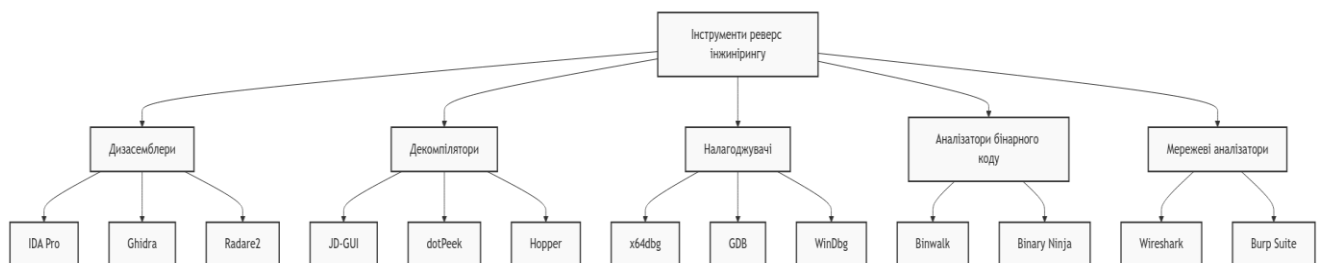 Інструменти реверс
інжинірингу
Дизасемблери
Декомпілятори
Налагоджувачі
Аналізатори бінарного
коду
Мережеві аналізатори
IDA Pro
Ghidra
Radare2
JD-GUI
dotPeek
Hopper
x64dbg
GDB
WinDbg
Binwalk
Binary Ninja
Wireshark
Burp Suite